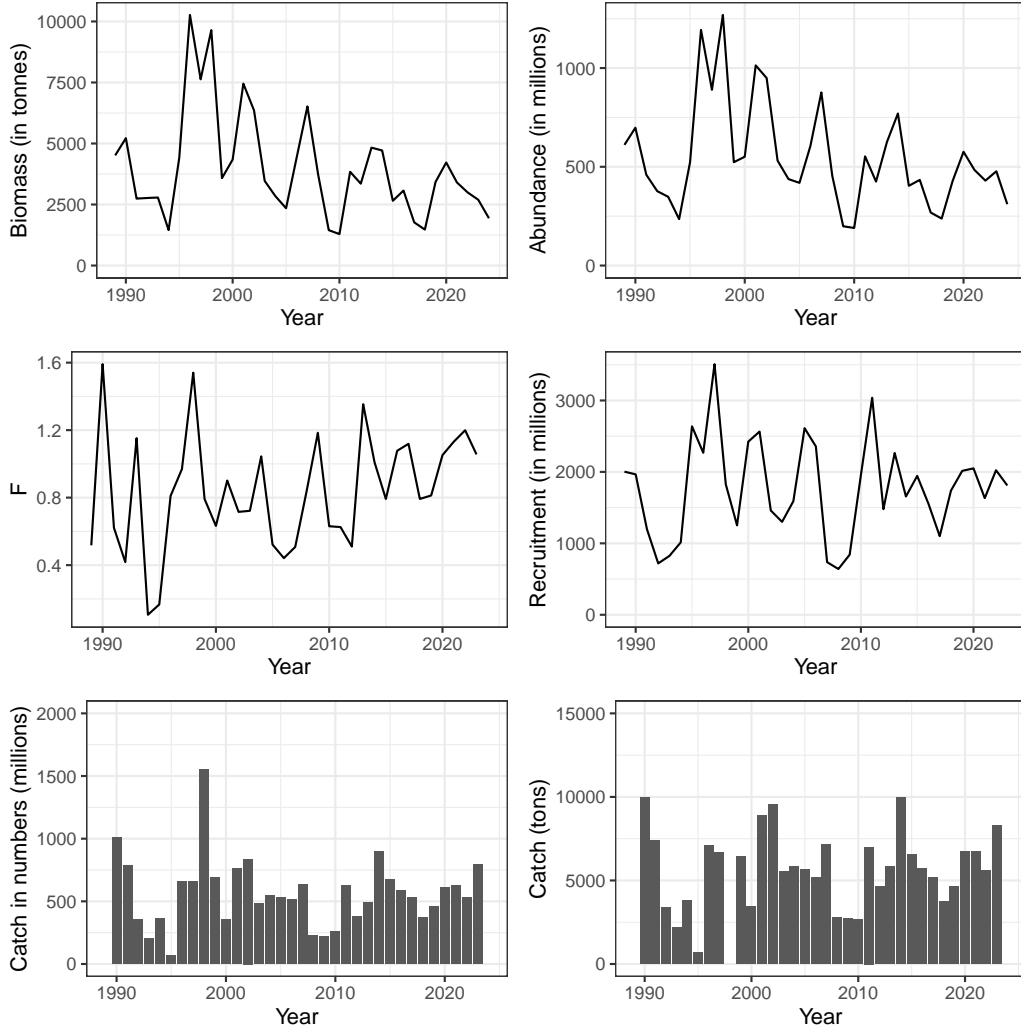 Biomass (in tonnes)
10000
7500
5000
2500
0
1990 2000 2010 2020
Year
Abundance (in millions)
1000
500
0
1990 2000 2010 2020
Year
F
1.6
1.2
0.8
0.4
1990 2000 2010 2020
Year
Recruitment (in millions)
3000
2000
1000
0
1990 2000 2010 2020
Year
Catch in numbers (millions)
2000
1500
1000
500
0
1990 2000 2010 2020
Year
Catch (tons)
15000
10000
5000
0
1990 2000 2010 2020
Year